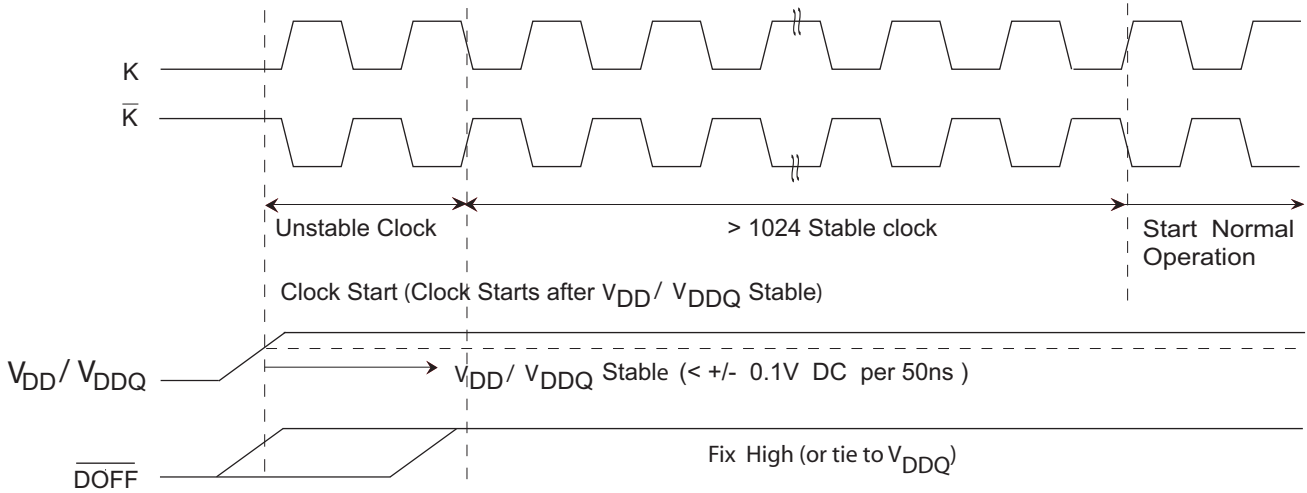 K
K̅
Unstable Clock
> 1024 Stable clock
Start Normal
Operation
Clock Start (Clock Starts after VDD / VDDQ Stable)
VDD / VDDQ
VDD / VDDQ Stable (< +/- 0.1V DC per 50ns )
D̅O̅F̅F̅
Fix High (or tie to VDDQ)